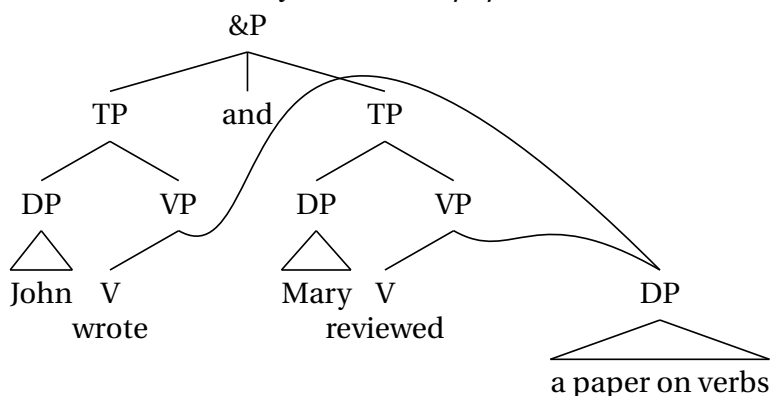 &P
TP and TP
DP VP DP VP
John V Mary V DP
wrote reviewed
a paper on verbs